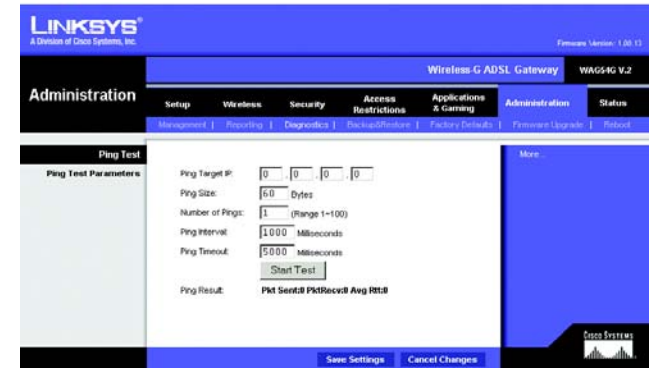 LINKSYS®
A Division of Cisco Systems, Inc.
Firmware Version: 1.00.13
Wireless-G ADSL Gateway WAG54G V.2
Administration
Setup Wireless Security Access Restrictions Applications & Gaming Administration Status
Management | Reporting | Diagnostics | Backup&Restore | Factory Defaults | Firmware Upgrade | Reboot
Ping Test
More...
Ping Test Parameters
Ping Target IP: 0 . 0 . 0 . 0
Ping Size: 60 Bytes
Number of Pings: 1 (Range 1~100)
Ping Interval: 1000 Milliseconds
Ping Timeout: 5000 Milliseconds
Start Test
Ping Result: Pkt Sent:0 PktRecv:0 Avg Rtt:0
Save Settings Cancel Changes
CISCO SYSTEMS